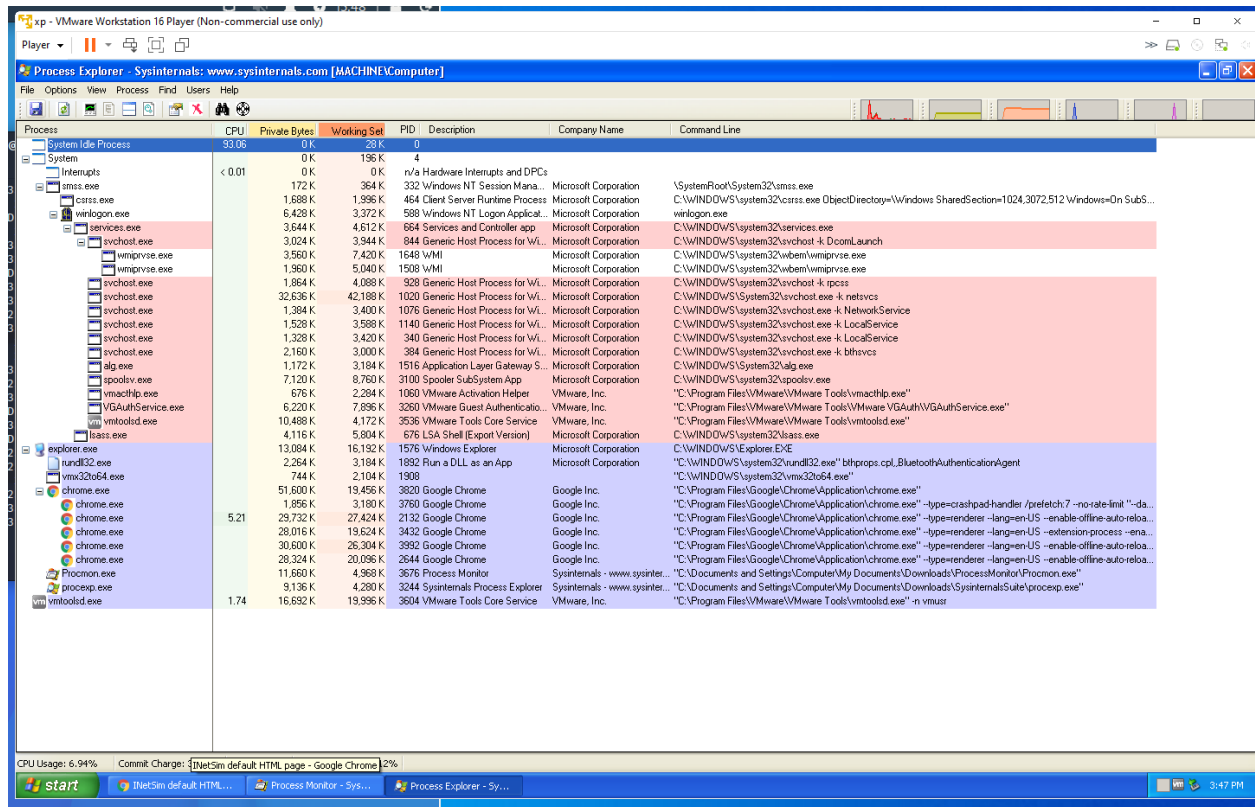 15:48
xp - VMware Workstation 16 Player (Non-commercial use only)
Player
Process Explorer - Sysinternals: www.sysinternals.com [MACHINE\Computer]
File Options View Process Find Users Help
Process CPU Private Bytes Working Set PID Description Company Name Command Line
System Idle Process 93.06 0 K 28 K 0
System 0 K 196 K 4
Interrupts < 0.01 0 K 0 K n/a Hardware Interrupts and DPCs
smss.exe 172 K 364 K 332 Windows NT Session Mana... Microsoft Corporation \SystemRoot\System32\smss.exe
csrss.exe 1,688 K 1,996 K 464 Client Server Runtime Process Microsoft Corporation C:\WINDOWS\system32\csrss.exe ObjectDirectory=\Windows SharedSection=1024,3072,512 Windows=On SubS...
winlogon.exe 6,428 K 3,372 K 588 Windows NT Logon Applicat... Microsoft Corporation winlogon.exe
services.exe 3,644 K 4,612 K 664 Services and Controller app Microsoft Corporation C:\WINDOWS\system32\services.exe
svchost.exe 3,024 K 3,944 K 844 Generic Host Process for Wi... Microsoft Corporation C:\WINDOWS\system32\svchost -k DcomLaunch
wmiprvse.exe 3,560 K 7,420 K 1648 WMI Microsoft Corporation C:\WINDOWS\system32\wbem\wmiprvse.exe
wmiprvse.exe 1,960 K 5,040 K 1508 WMI Microsoft Corporation C:\WINDOWS\system32\wbem\wmiprvse.exe
svchost.exe 1,864 K 4,088 K 928 Generic Host Process for Wi... Microsoft Corporation C:\WINDOWS\system32\svchost -k rpcss
svchost.exe 32,636 K 42,188 K 1020 Generic Host Process for Wi... Microsoft Corporation C:\WINDOWS\System32\svchost.exe -k netsvcs
svchost.exe 1,384 K 3,400 K 1076 Generic Host Process for Wi... Microsoft Corporation C:\WINDOWS\system32\svchost.exe -k NetworkService
svchost.exe 1,528 K 3,588 K 1140 Generic Host Process for Wi... Microsoft Corporation C:\WINDOWS\system32\svchost.exe -k LocalService
svchost.exe 1,328 K 3,420 K 340 Generic Host Process for Wi... Microsoft Corporation C:\WINDOWS\system32\svchost.exe -k LocalService
svchost.exe 2,160 K 3,000 K 384 Generic Host Process for Wi... Microsoft Corporation C:\WINDOWS\system32\svchost.exe -k bthsvcs
alg.exe 1,172 K 3,184 K 1516 Application Layer Gateway S... Microsoft Corporation C:\WINDOWS\System32\alg.exe
spoolsv.exe 7,120 K 8,760 K 3100 Spooler SubSystem App Microsoft Corporation C:\WINDOWS\system32\spoolsv.exe
vmacthlp.exe 676 K 2,284 K 1060 VMware Activation Helper VMware, Inc. "C:\Program Files\VMware\VMware Tools\vmacthlp.exe"
VGAuthService.exe 6,220 K 7,896 K 3260 VMware Guest Authenticatio... VMware, Inc. "C:\Program Files\VMware\VMware Tools\VMware VGAuth\VGAuthService.exe"
vmtoolsd.exe 10,488 K 4,172 K 3536 VMware Tools Core Service VMware, Inc. "C:\Program Files\VMware\VMware Tools\vmtoolsd.exe"
lsass.exe 4,116 K 5,804 K 676 LSA Shell (Export Version) Microsoft Corporation C:\WINDOWS\system32\lsass.exe
explorer.exe 13,084 K 16,192 K 1576 Windows Explorer Microsoft Corporation C:\WINDOWS\Explorer.EXE
rundll32.exe 2,264 K 3,184 K 1892 Run a DLL as an App Microsoft Corporation "C:\WINDOWS\system32\rundll32.exe" bthprops.cpl,,BluetoothAuthenticationAgent
vmx32to64.exe 744 K 2,104 K 1908 "C:\WINDOWS\system32\vmx32to64.exe"
chrome.exe 51,600 K 19,456 K 3820 Google Chrome Google Inc. "C:\Program Files\Google\Chrome\Application\chrome.exe"
chrome.exe 1,856 K 3,180 K 3760 Google Chrome Google Inc. "C:\Program Files\Google\Chrome\Application\chrome.exe" --type=crashpad-handler /prefetch:7 --no-rate-limit "--da...
chrome.exe 5.21 29,732 K 27,424 K 2132 Google Chrome Google Inc. "C:\Program Files\Google\Chrome\Application\chrome.exe" --type=renderer --lang=en-US --enable-offline-auto-reloa...
chrome.exe 28,016 K 19,624 K 3432 Google Chrome Google Inc. "C:\Program Files\Google\Chrome\Application\chrome.exe" --type=renderer --lang=en-US --extension-process --ena...
chrome.exe 30,600 K 26,304 K 3992 Google Chrome Google Inc. "C:\Program Files\Google\Chrome\Application\chrome.exe" --type=renderer --lang=en-US --enable-offline-auto-reloa...
chrome.exe 28,324 K 20,096 K 2644 Google Chrome Google Inc. "C:\Program Files\Google\Chrome\Application\chrome.exe" --type=renderer --lang=en-US --enable-offline-auto-reloa...
Procmon.exe 11,660 K 4,968 K 3676 Process Monitor Sysinternals - www.sysinter... "C:\Documents and Settings\Computer\My Documents\Downloads\ProcessMonitor\Procmon.exe"
procexp.exe 9,136 K 4,280 K 3244 Sysinternals Process Explorer Sysinternals - www.sysinter... "C:\Documents and Settings\Computer\My Documents\Downloads\SysinternalsSuite\procexp.exe"
vmtoolsd.exe 1.74 16,692 K 19,996 K 3604 VMware Tools Core Service VMware, Inc. "C:\Program Files\VMware\VMware Tools\vmtoolsd.exe" -n vmusr
CPU Usage: 6.94% Commit Charge: INetSim default HTML page - Google Chrome 2%
start INetSim default HTML... Process Monitor - Sys... Process Explorer - Sy... 3:47 PM